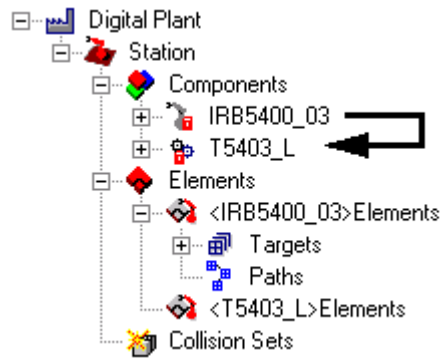 Digital Plant
Station
Components
IRB5400_03
T5403_L
Elements
<IRB5400_03>Elements
Targets
Paths
<T5403_L>Elements
Collision Sets